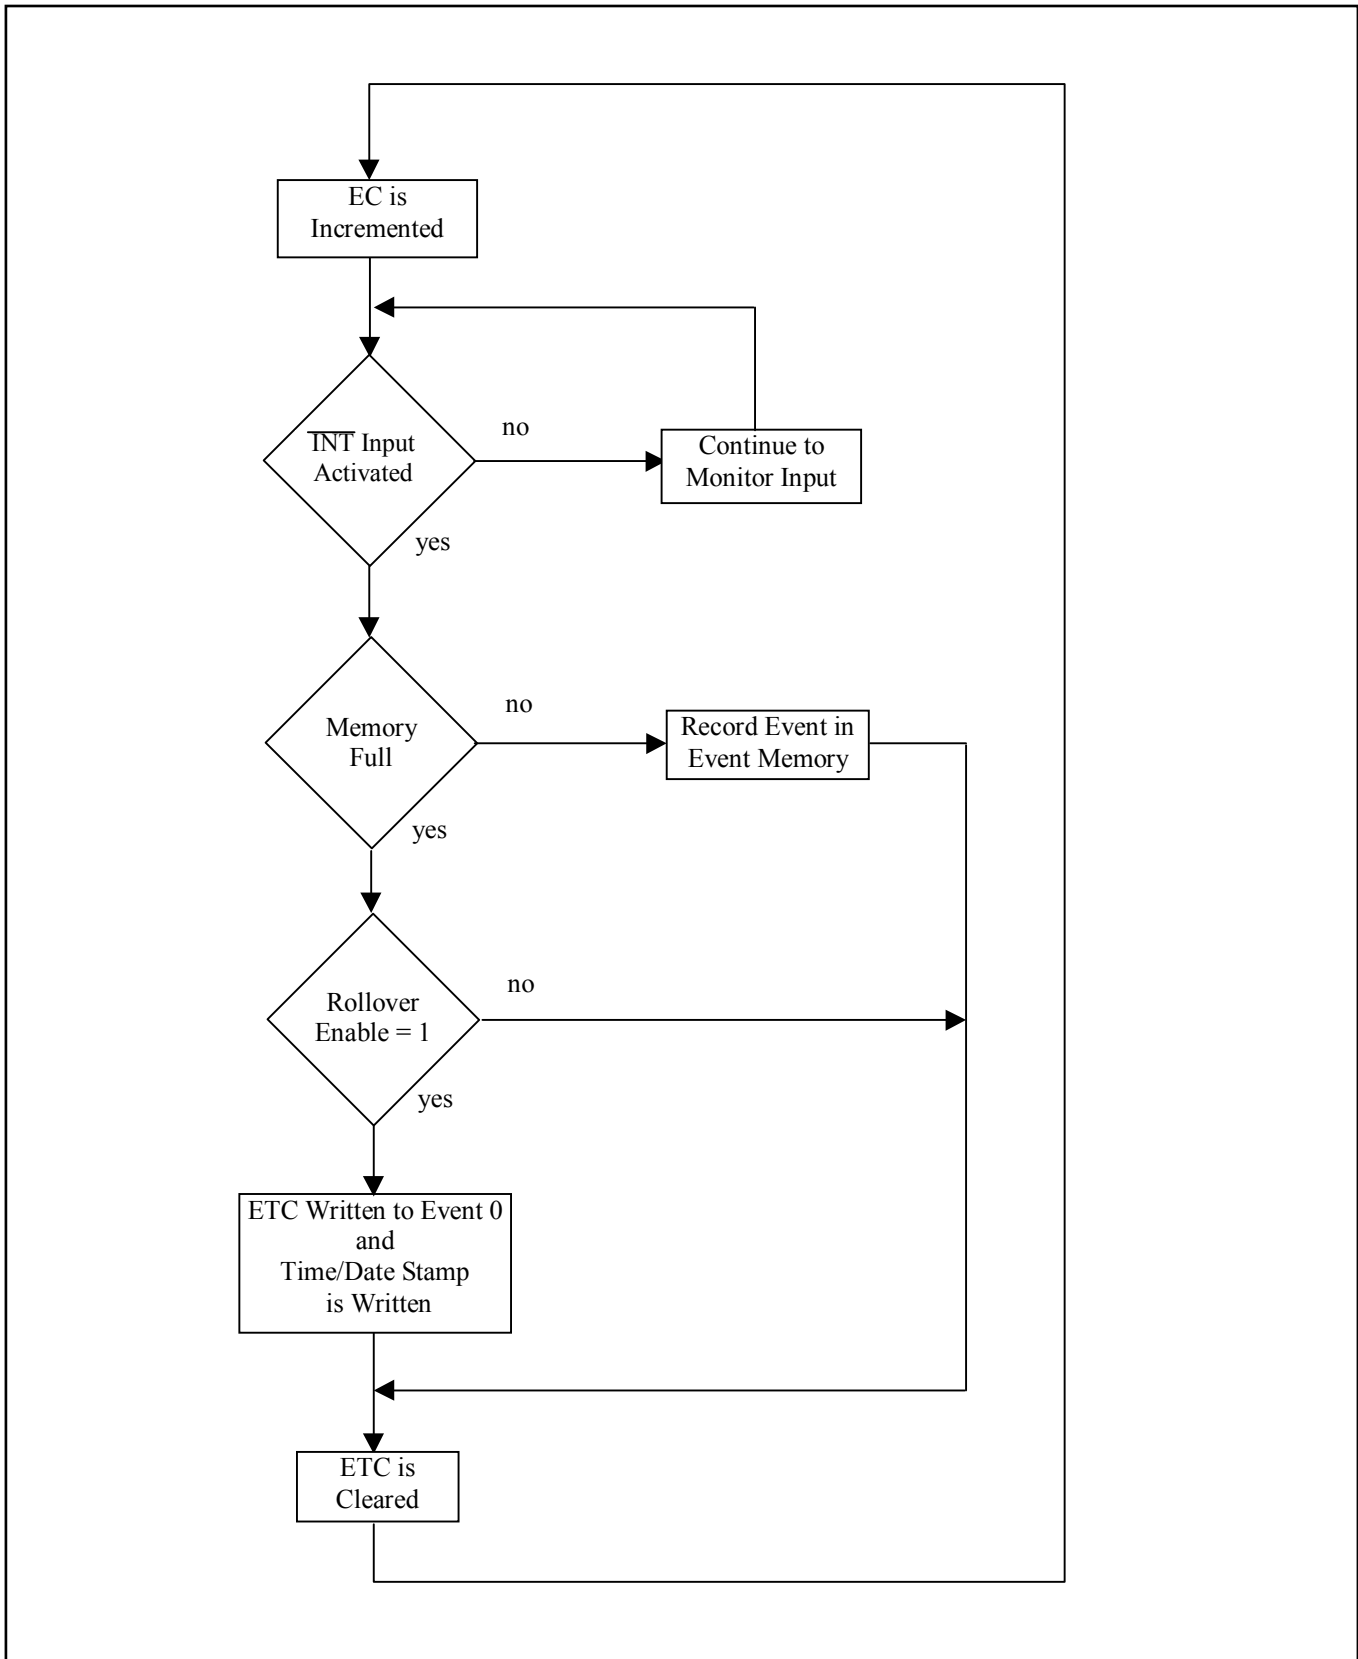 EC is
Incremented
INT Input
Activated
no
Continue to
Monitor Input
yes
Memory
Full
no
Record Event in
Event Memory
yes
Rollover
Enable = 1
no
yes
ETC Written to Event 0
and
Time/Date Stamp
is Written
ETC is
Cleared